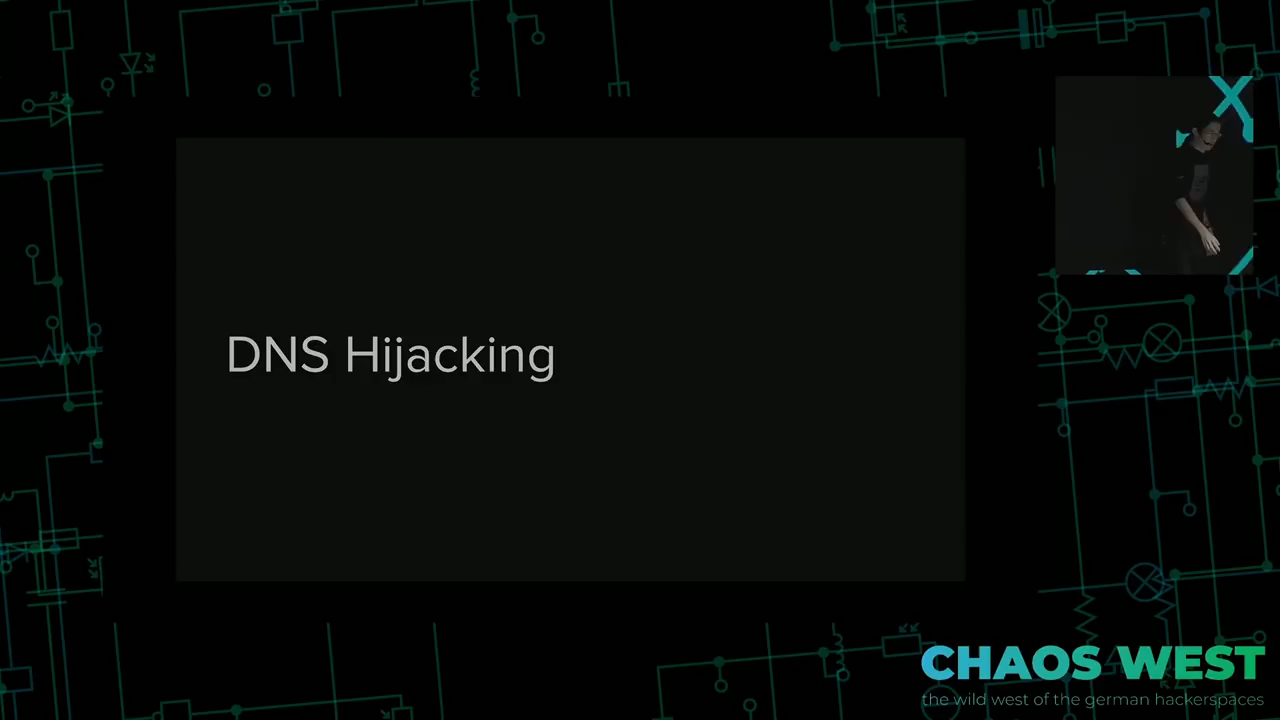 DNS Hijacking
CHAOS WEST
the wild west of the german hackerspaces